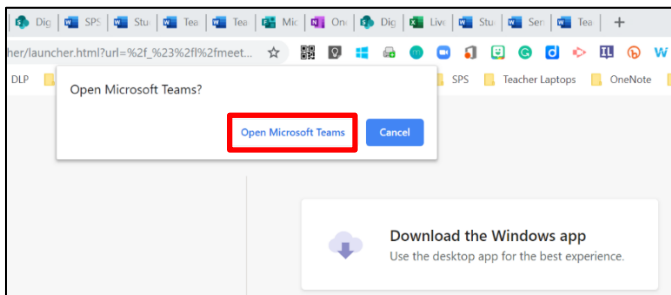 Dig SPS Stu Tea Tea Mic On Dig Live Stu Sen Tea
her/launcher.html?url=%2f_%23%2fl%2fmeet...
DLP SPS Teacher Laptops OneNote
Open Microsoft Teams?
Open Microsoft Teams Cancel
Download the Windows app
Use the desktop app for the best experience.